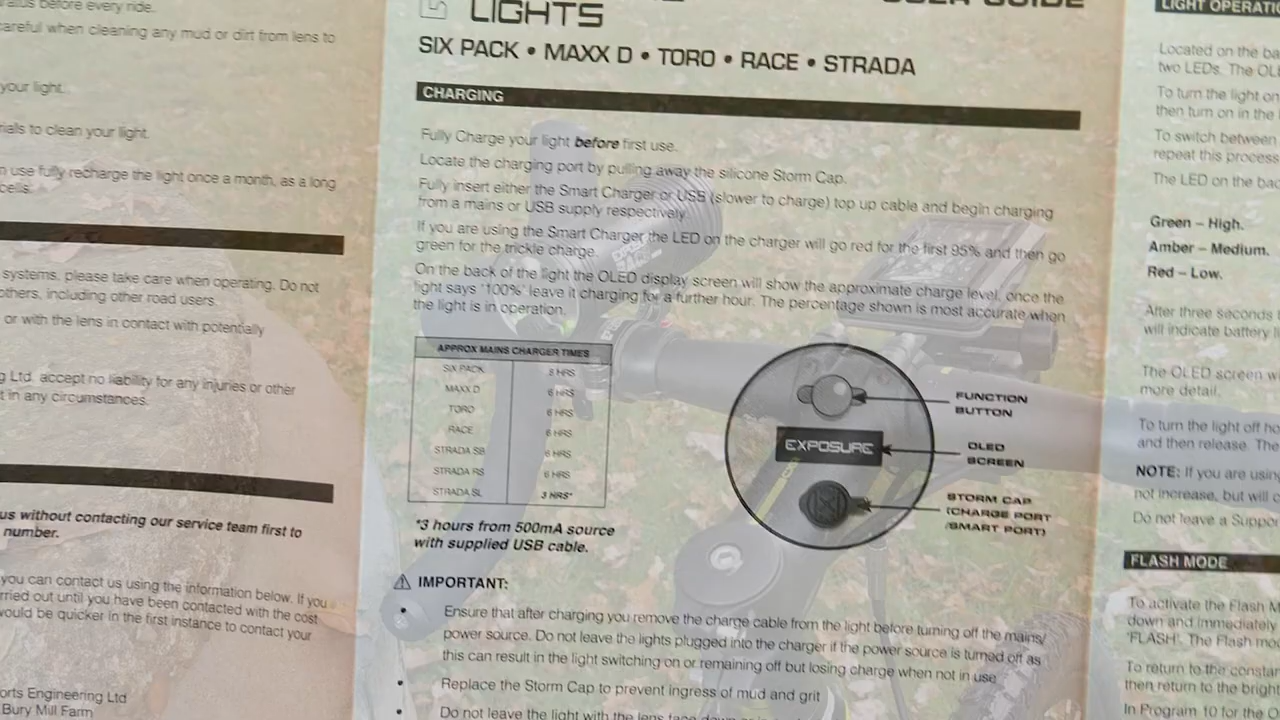 before every ride.
careful when cleaning any mud or dirt from lens to
your light.
to clean your light.
use fully recharge the light once a month, as a long
cells.
systems, please take care when operating. Do not
others, including other road users.
or with the lens in contact with potentially
Ltd. accept no liability for any injuries or other
in any circumstances.
us without contacting our service team first to
number.
you can contact us using the information below. If you
carried out until you have been contacted with the cost
would be quicker in the first instance to contact your
Engineering Ltd
Bury Mill Farm
USER GUIDE
LIGHTS
SIX PACK • MAXX D • TORO • RACE • STRADA
CHARGING
Fully Charge your light before first use.
Locate the charging port by pulling away the silicone Storm Cap.
Fully insert either the Smart Charger or USB (slower to charge) top up cable and begin charging
from a mains or USB supply respectively.
If you are using the Smart Charger the LED on the charger will go red for the first 95% and then go
green for the trickle charge.
On the back of the light the OLED display screen will show the approximate charge level, once the
light says '100%' leave it charging for a further hour. The percentage shown is most accurate when
the light is in operation.
APPROX MAINS CHARGER TIMES
SIX PACK 8 HRS
MAXX D 6 HRS
TORO 6 HRS
RACE 6 HRS
STRADA SB 6 HRS
STRADA RS 6 HRS
STRADA SL 3 HRS*
*3 hours from 500mA source
with supplied USB cable.
FUNCTION
BUTTON
EXPOSURE
OLED
SCREEN
STORM CAP
(CHARGE PORT
/SMART PORT)
IMPORTANT:
• Ensure that after charging you remove the charge cable from the light before turning off the mains/
power source. Do not leave the lights plugged into the charger if the power source is turned off as
this can result in the light switching on or remaining off but losing charge when not in use
• Replace the Storm Cap to prevent ingress of mud and grit
• Do not leave the light with the lens face down or
LIGHT
Located on the
two LEDs. The
To turn the light on
then turn on in the
To switch between
repeat this process
The LED on the
Green – High.
Amber – Medium.
Red – Low.
After three seconds
will indicate battery
The OLED screen
more detail.
To turn the light off
and then release. The
NOTE: If you are using
not increase, but will
Do not leave a
FLASH MODE
To activate the Flash
down and immediately
'FLASH'. The Flash
To return to the
then return to the
In Program 10 for the